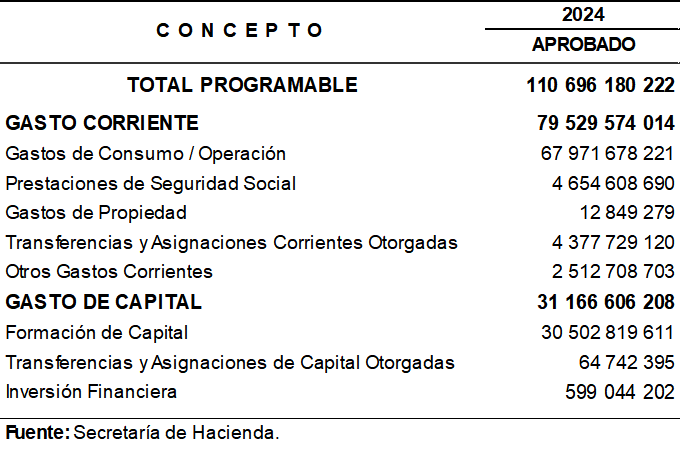 C O N C E P T O
2024
APROBADO
TOTAL PROGRAMABLE 110 696 180 222
GASTO CORRIENTE 79 529 574 014
Gastos de Consumo / Operación 67 971 678 221
Prestaciones de Seguridad Social 4 654 608 690
Gastos de Propiedad 12 849 279
Transferencias y Asignaciones Corrientes Otorgadas 4 377 729 120
Otros Gastos Corrientes 2 512 708 703
GASTO DE CAPITAL 31 166 606 208
Formación de Capital 30 502 819 611
Transferencias y Asignaciones de Capital Otorgadas 64 742 395
Inversión Financiera 599 044 202
Fuente: Secretaría de Hacienda.